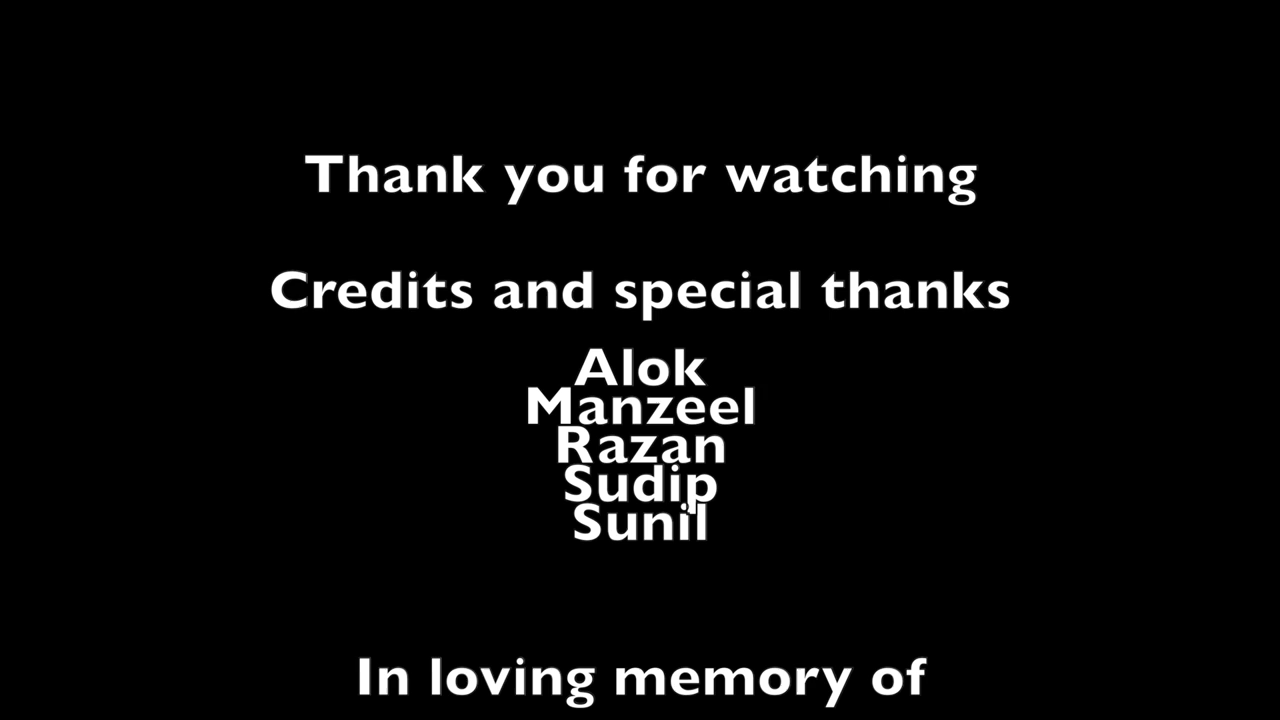 Thank you for watching
Credits and special thanks
Alok
Manzeel
Razan
Sudip
Sunil
In loving memory of